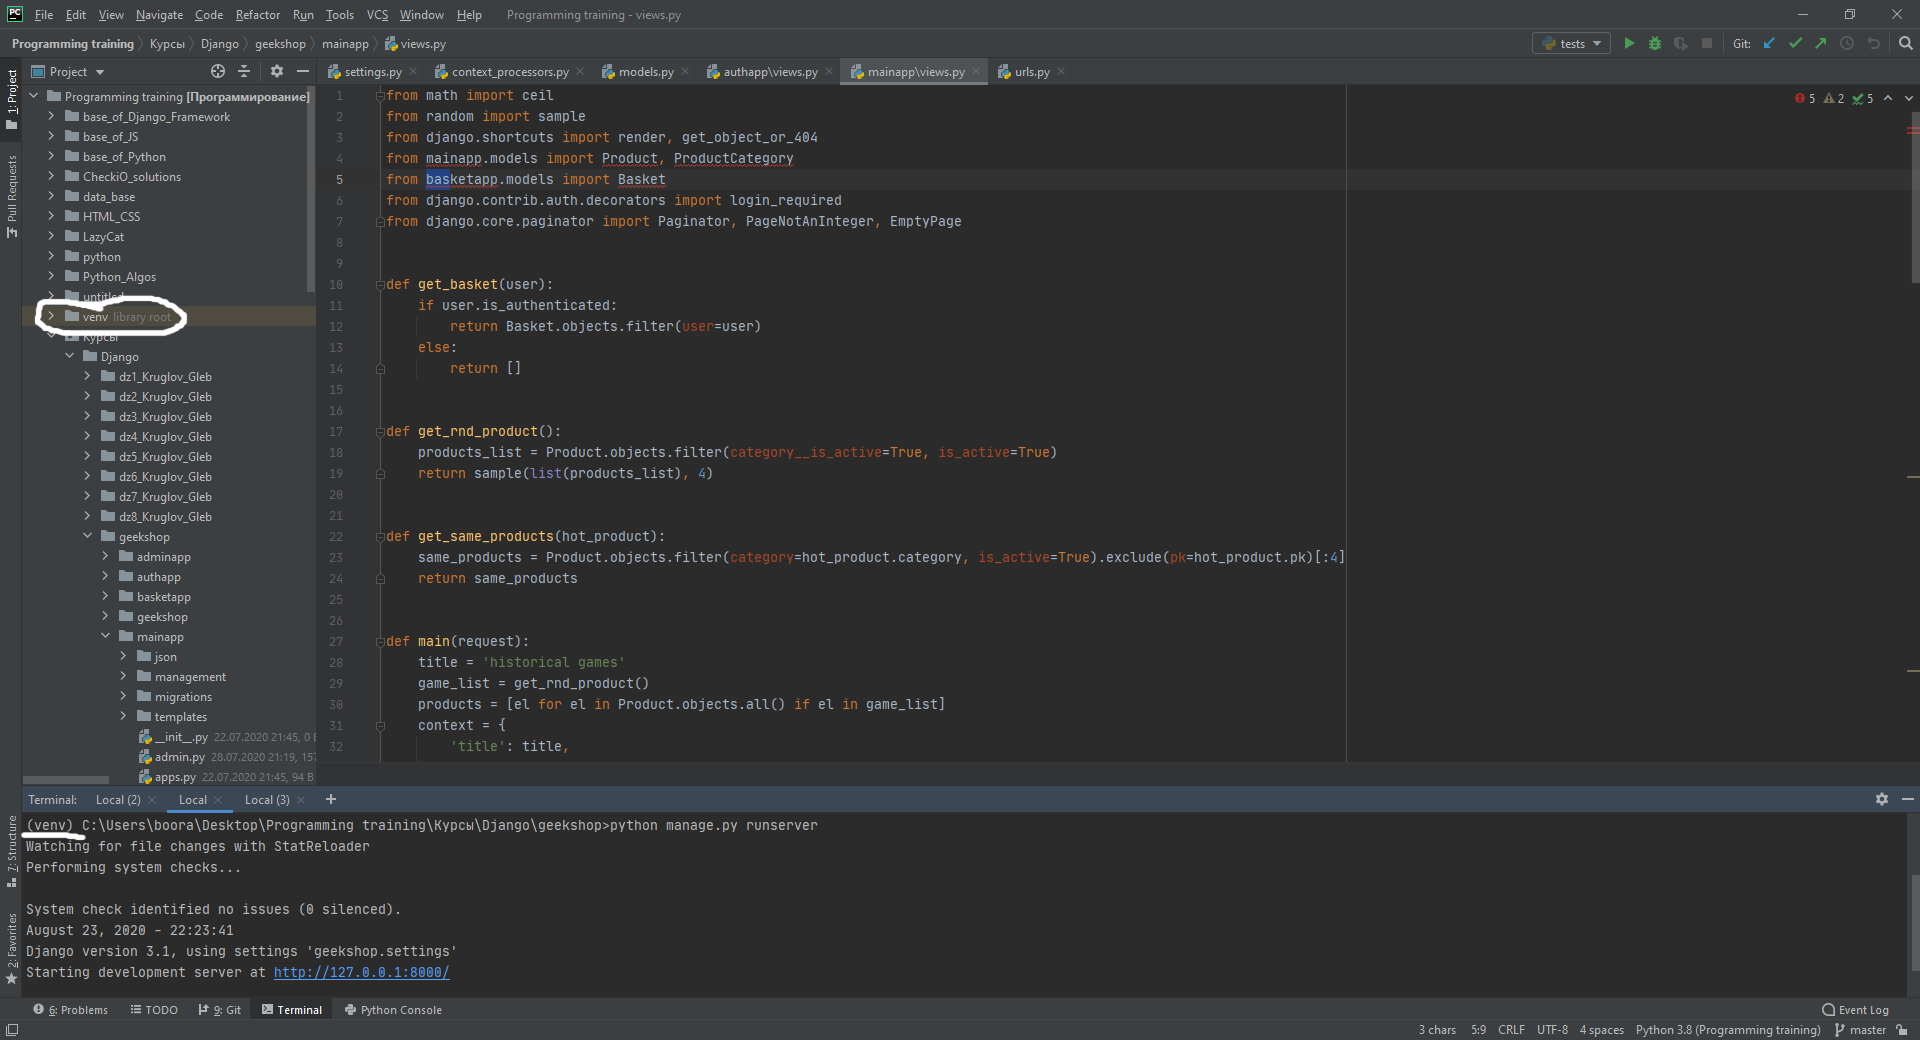 File Edit View Navigate Code Refactor Run Tools VCS Window Help Programming training - views.py
Programming training Курсы Django geekshop mainapp views.py tests Git:
Project settings.py context_processors.py models.py authapp\views.py mainapp\views.py urls.py
1: Project
Pull Requests
7: Structure
2: Favorites
Programming training [Программирование]
base_of_Django_Framework
base_of_JS
base_of_Python
CheckiO_solutions
data_base
HTML_CSS
LazyCat
python
Python_Algos
untitled
venv library root
Курсы
Django
dz1_Kruglov_Gleb
dz2_Kruglov_Gleb
dz3_Kruglov_Gleb
dz4_Kruglov_Gleb
dz5_Kruglov_Gleb
dz6_Kruglov_Gleb
dz7_Kruglov_Gleb
dz8_Kruglov_Gleb
geekshop
adminapp
authapp
basketapp
geekshop
mainapp
json
management
migrations
templates
__init__.py 22.07.2020 21:45, 0 B
admin.py 28.07.2020 21:19, 157
apps.py 22.07.2020 21:45, 94 B
5 2 5
1 from math import ceil
2 from random import sample
3 from django.shortcuts import render, get_object_or_404
4 from mainapp.models import Product, ProductCategory
5 from basketapp.models import Basket
6 from django.contrib.auth.decorators import login_required
7 from django.core.paginator import Paginator, PageNotAnInteger, EmptyPage
8
9
10 def get_basket(user):
11 if user.is_authenticated:
12 return Basket.objects.filter(user=user)
13 else:
14 return []
15
16
17 def get_rnd_product():
18 products_list = Product.objects.filter(category__is_active=True, is_active=True)
19 return sample(list(products_list), 4)
20
21
22 def get_same_products(hot_product):
23 same_products = Product.objects.filter(category=hot_product.category, is_active=True).exclude(pk=hot_product.pk)[:4]
24 return same_products
25
26
27 def main(request):
28 title = 'historical games'
29 game_list = get_rnd_product()
30 products = [el for el in Product.objects.all() if el in game_list]
31 context = {
32 'title': title,
Terminal: Local (2) Local Local (3)
(venv) C:\Users\boora\Desktop\Programming training\Курсы\Django\geekshop>python manage.py runserver
Watching for file changes with StatReloader
Performing system checks...
System check identified no issues (0 silenced).
August 23, 2020 - 22:23:41
Django version 3.1, using settings 'geekshop.settings'
Starting development server at http://127.0.0.1:8000/
6: Problems TODO 9: Git Terminal Python Console Event Log
3 chars 5:9 CRLF UTF-8 4 spaces Python 3.8 (Programming training) master